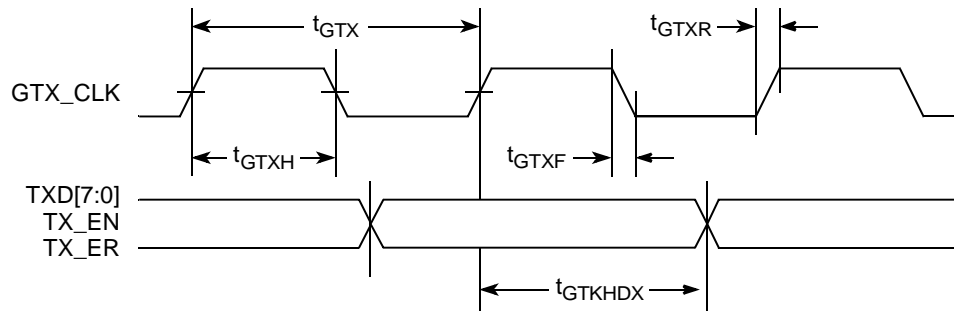 tGTX
tGTXR
GTX_CLK
tGTXH
tGTXF
TXD[7:0]
TX_EN
TX_ER
tGTKHDX